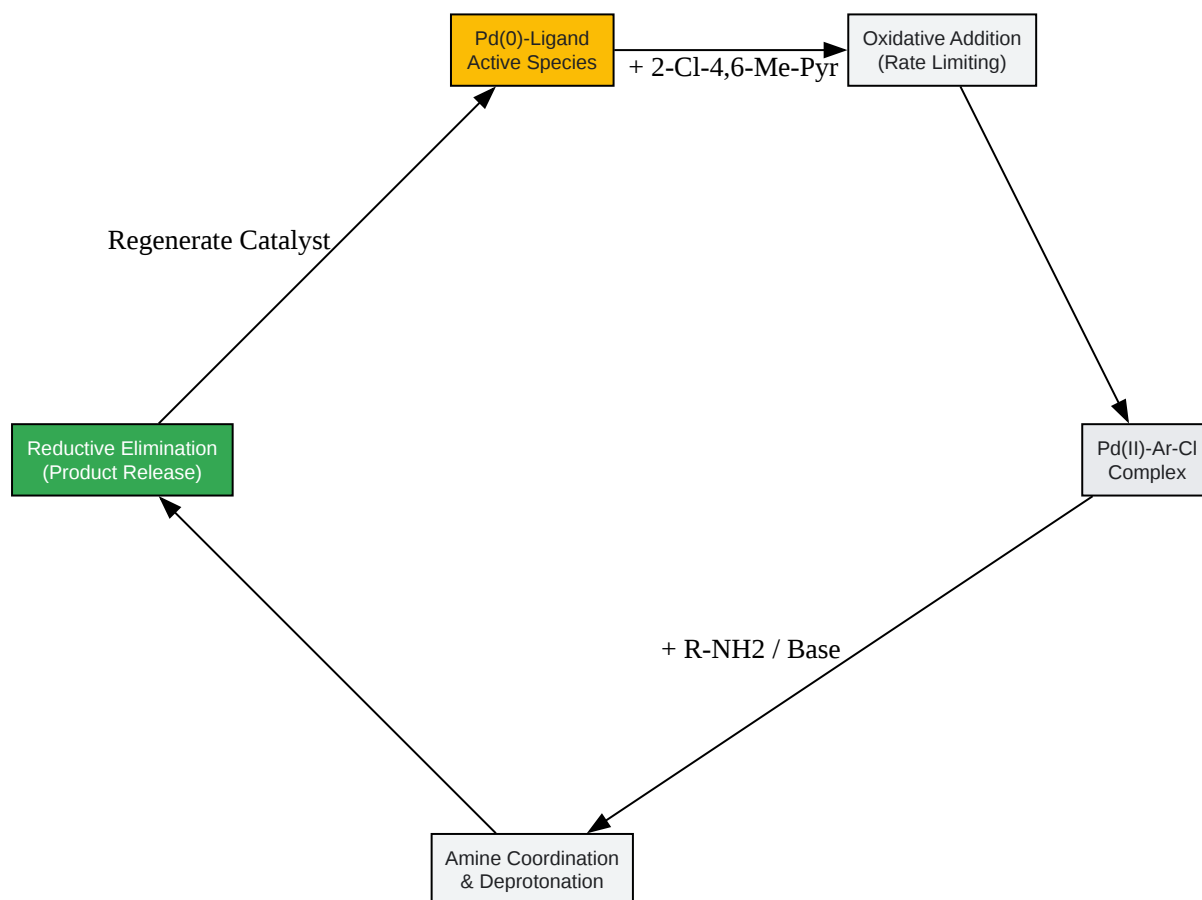 Pd(0)-Ligand
Active Species
+ 2-Cl-4,6-Me-Pyr
Oxidative Addition
(Rate Limiting)
Regenerate Catalyst
Reductive Elimination
(Product Release)
Pd(II)-Ar-Cl
Complex
+ R-NH2 / Base
Amine Coordination
& Deprotonation